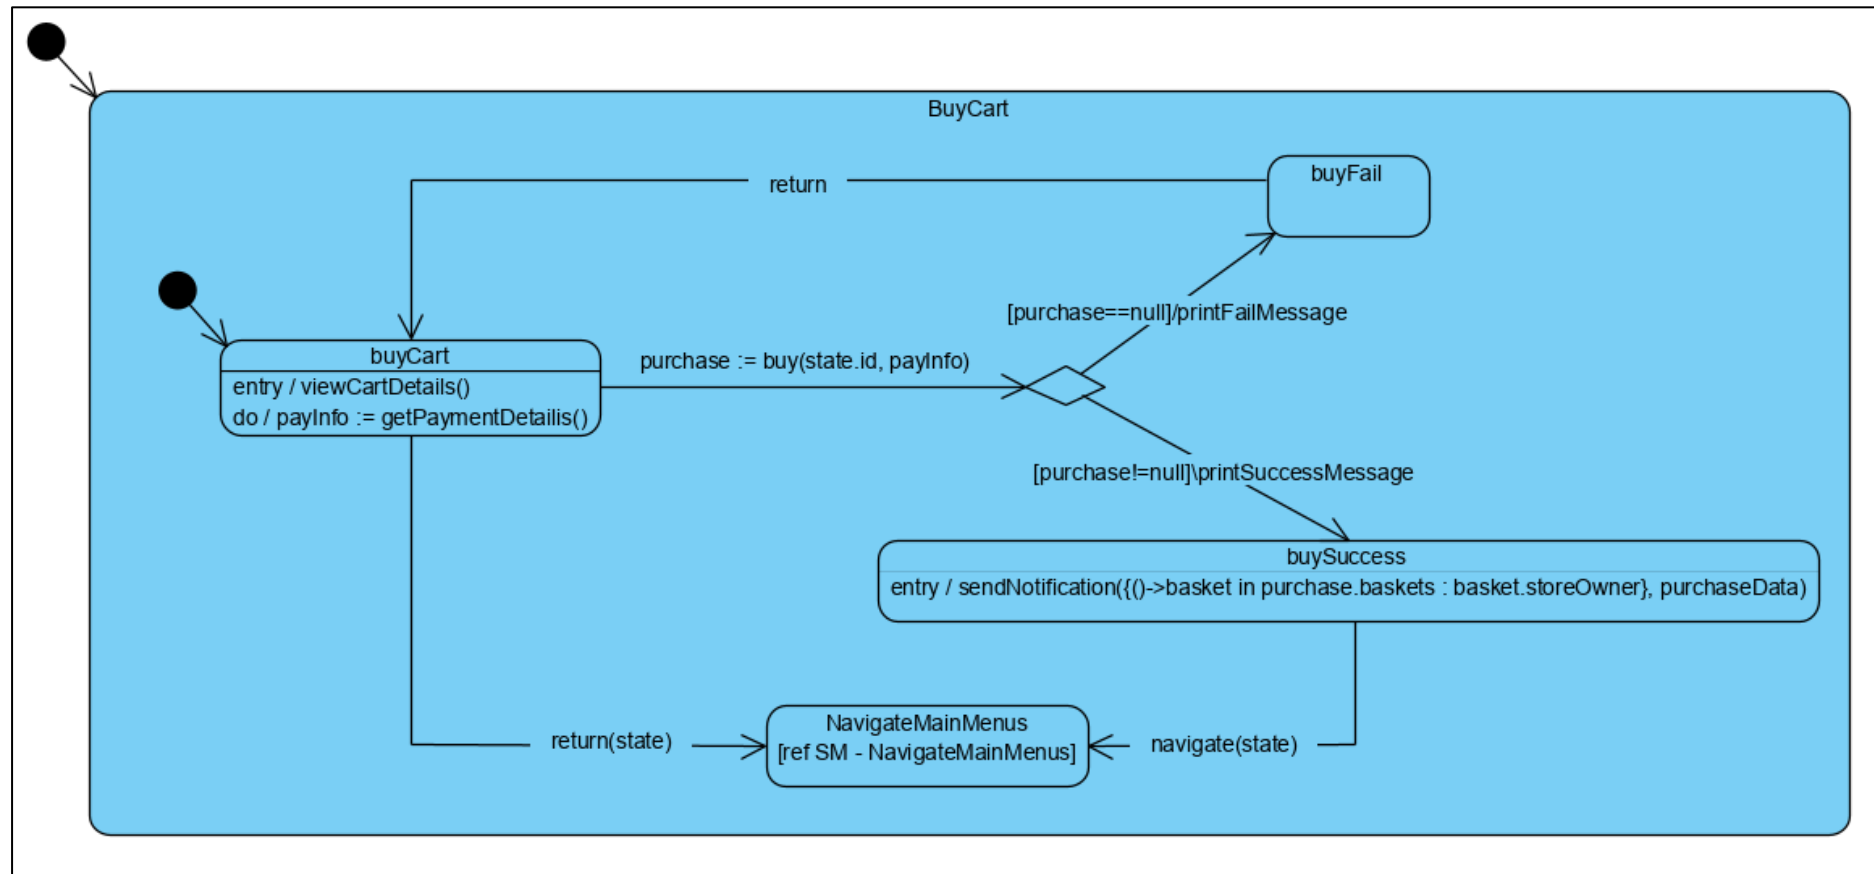 BuyCart
buyFail
return
[purchase==null]/printFailMessage
buyCart
entry / viewCartDetails()
do / payInfo := getPaymentDetailis()
purchase := buy(state.id, payInfo)
[purchase!=null]\printSuccessMessage
buySuccess
entry / sendNotification({()->basket in purchase.baskets : basket.storeOwner}, purchaseData)
NavigateMainMenus
[ref SM - NavigateMainMenus]
return(state)
navigate(state)